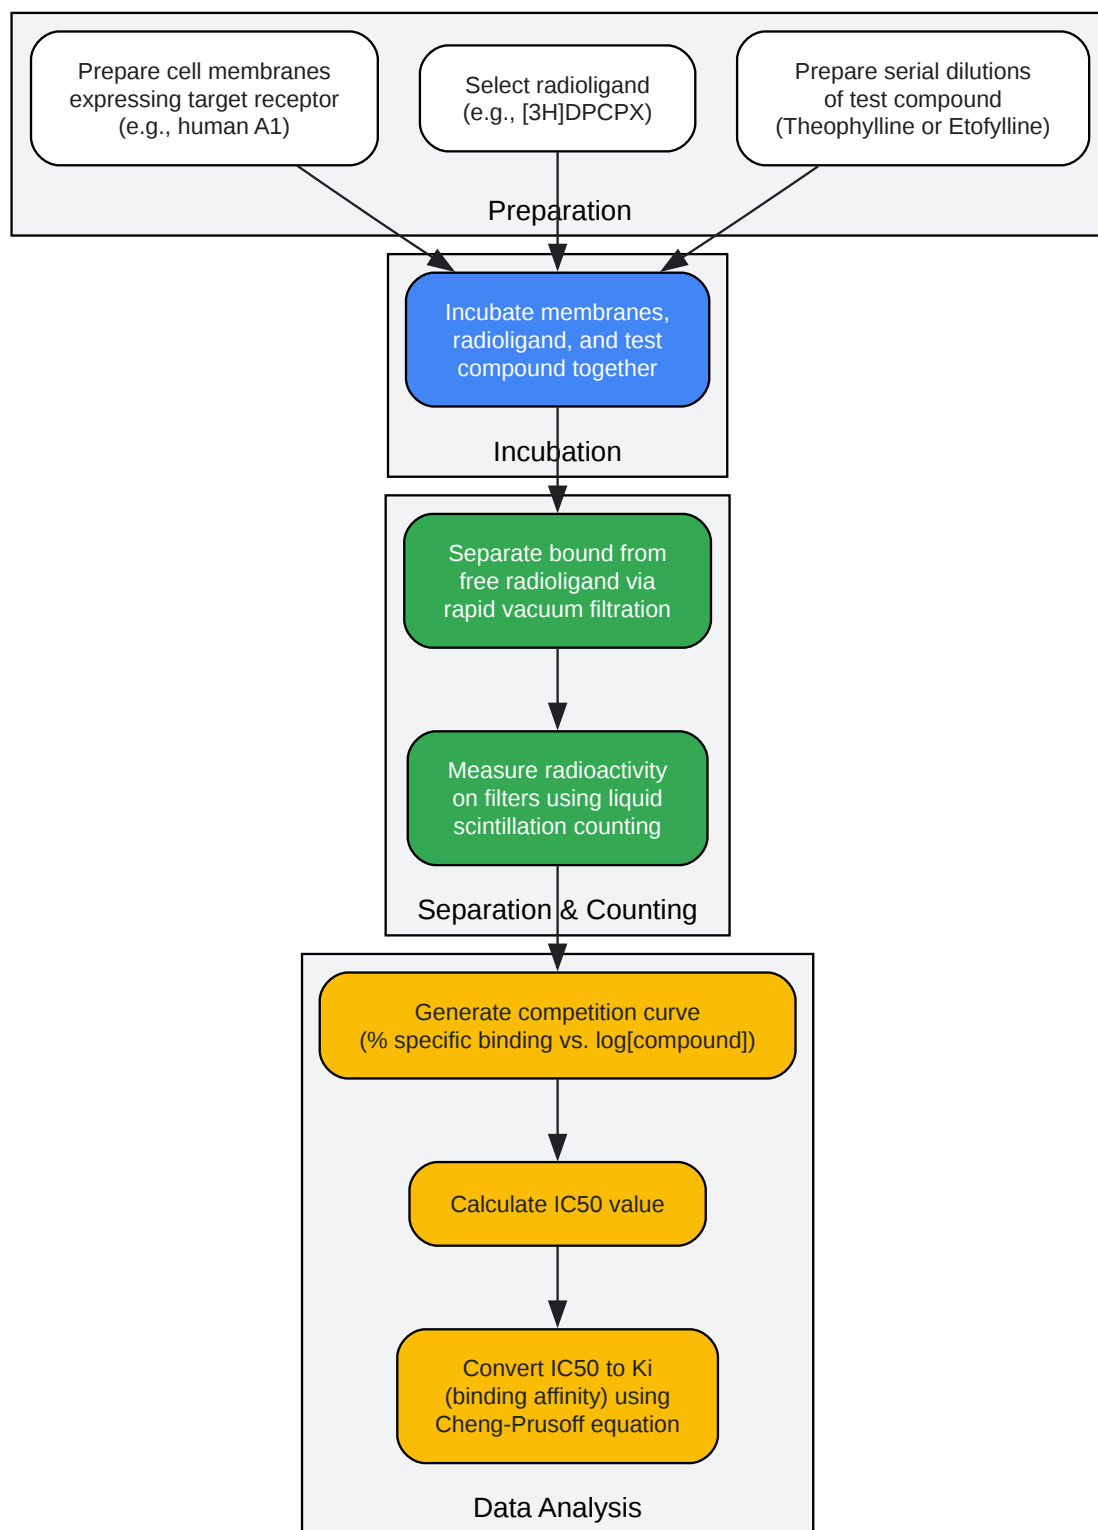 Prepare cell membranes
expressing target receptor
(e.g., human A1)
Select radioligand
(e.g., [3H]DPCPX)
Prepare serial dilutions
of test compound
(Theophylline or Etofylline)
Preparation
Incubate membranes,
radioligand, and test
compound together
Incubation
Separate bound from
free radioligand via
rapid vacuum filtration
Measure radioactivity
on filters using liquid
scintillation counting
Separation & Counting
Generate competition curve
(% specific binding vs. log[compound])
Calculate IC50 value
Convert IC50 to Ki
(binding affinity) using
Cheng-Prusoff equation
Data Analysis